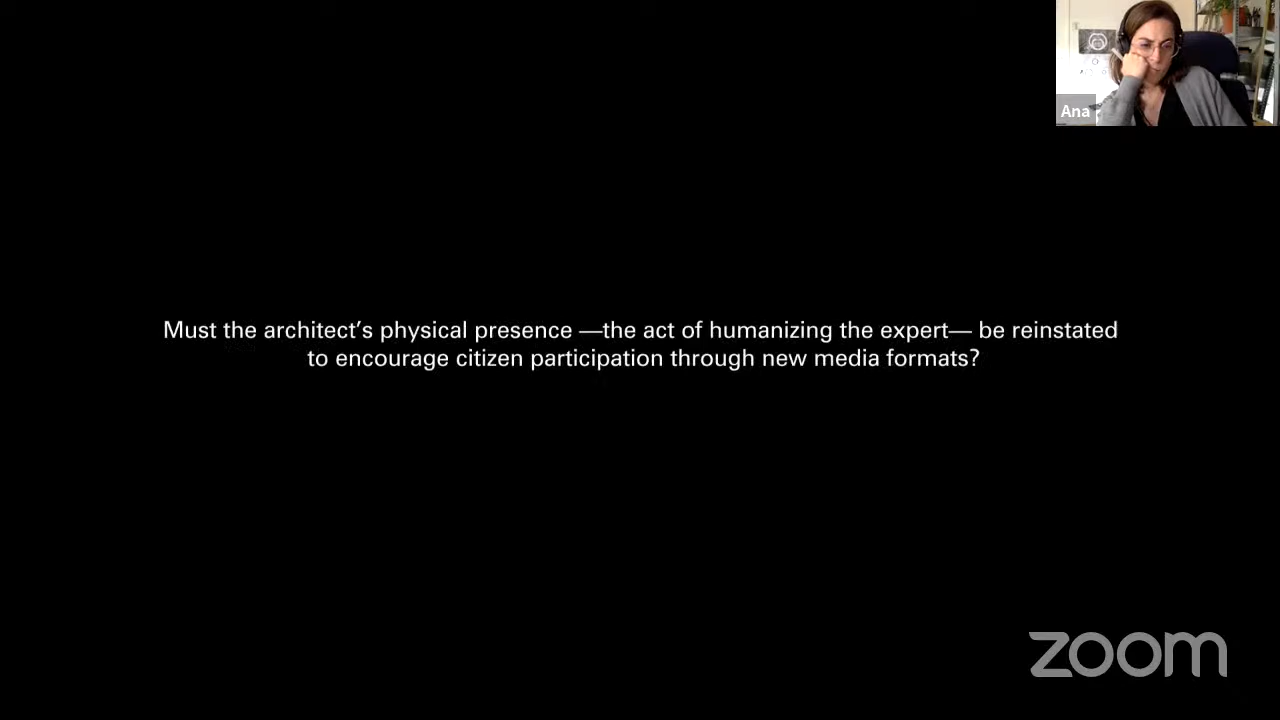 Ana
Must the architect’s physical presence —the act of humanizing the expert— be reinstated
to encourage citizen participation through new media formats?
zoom